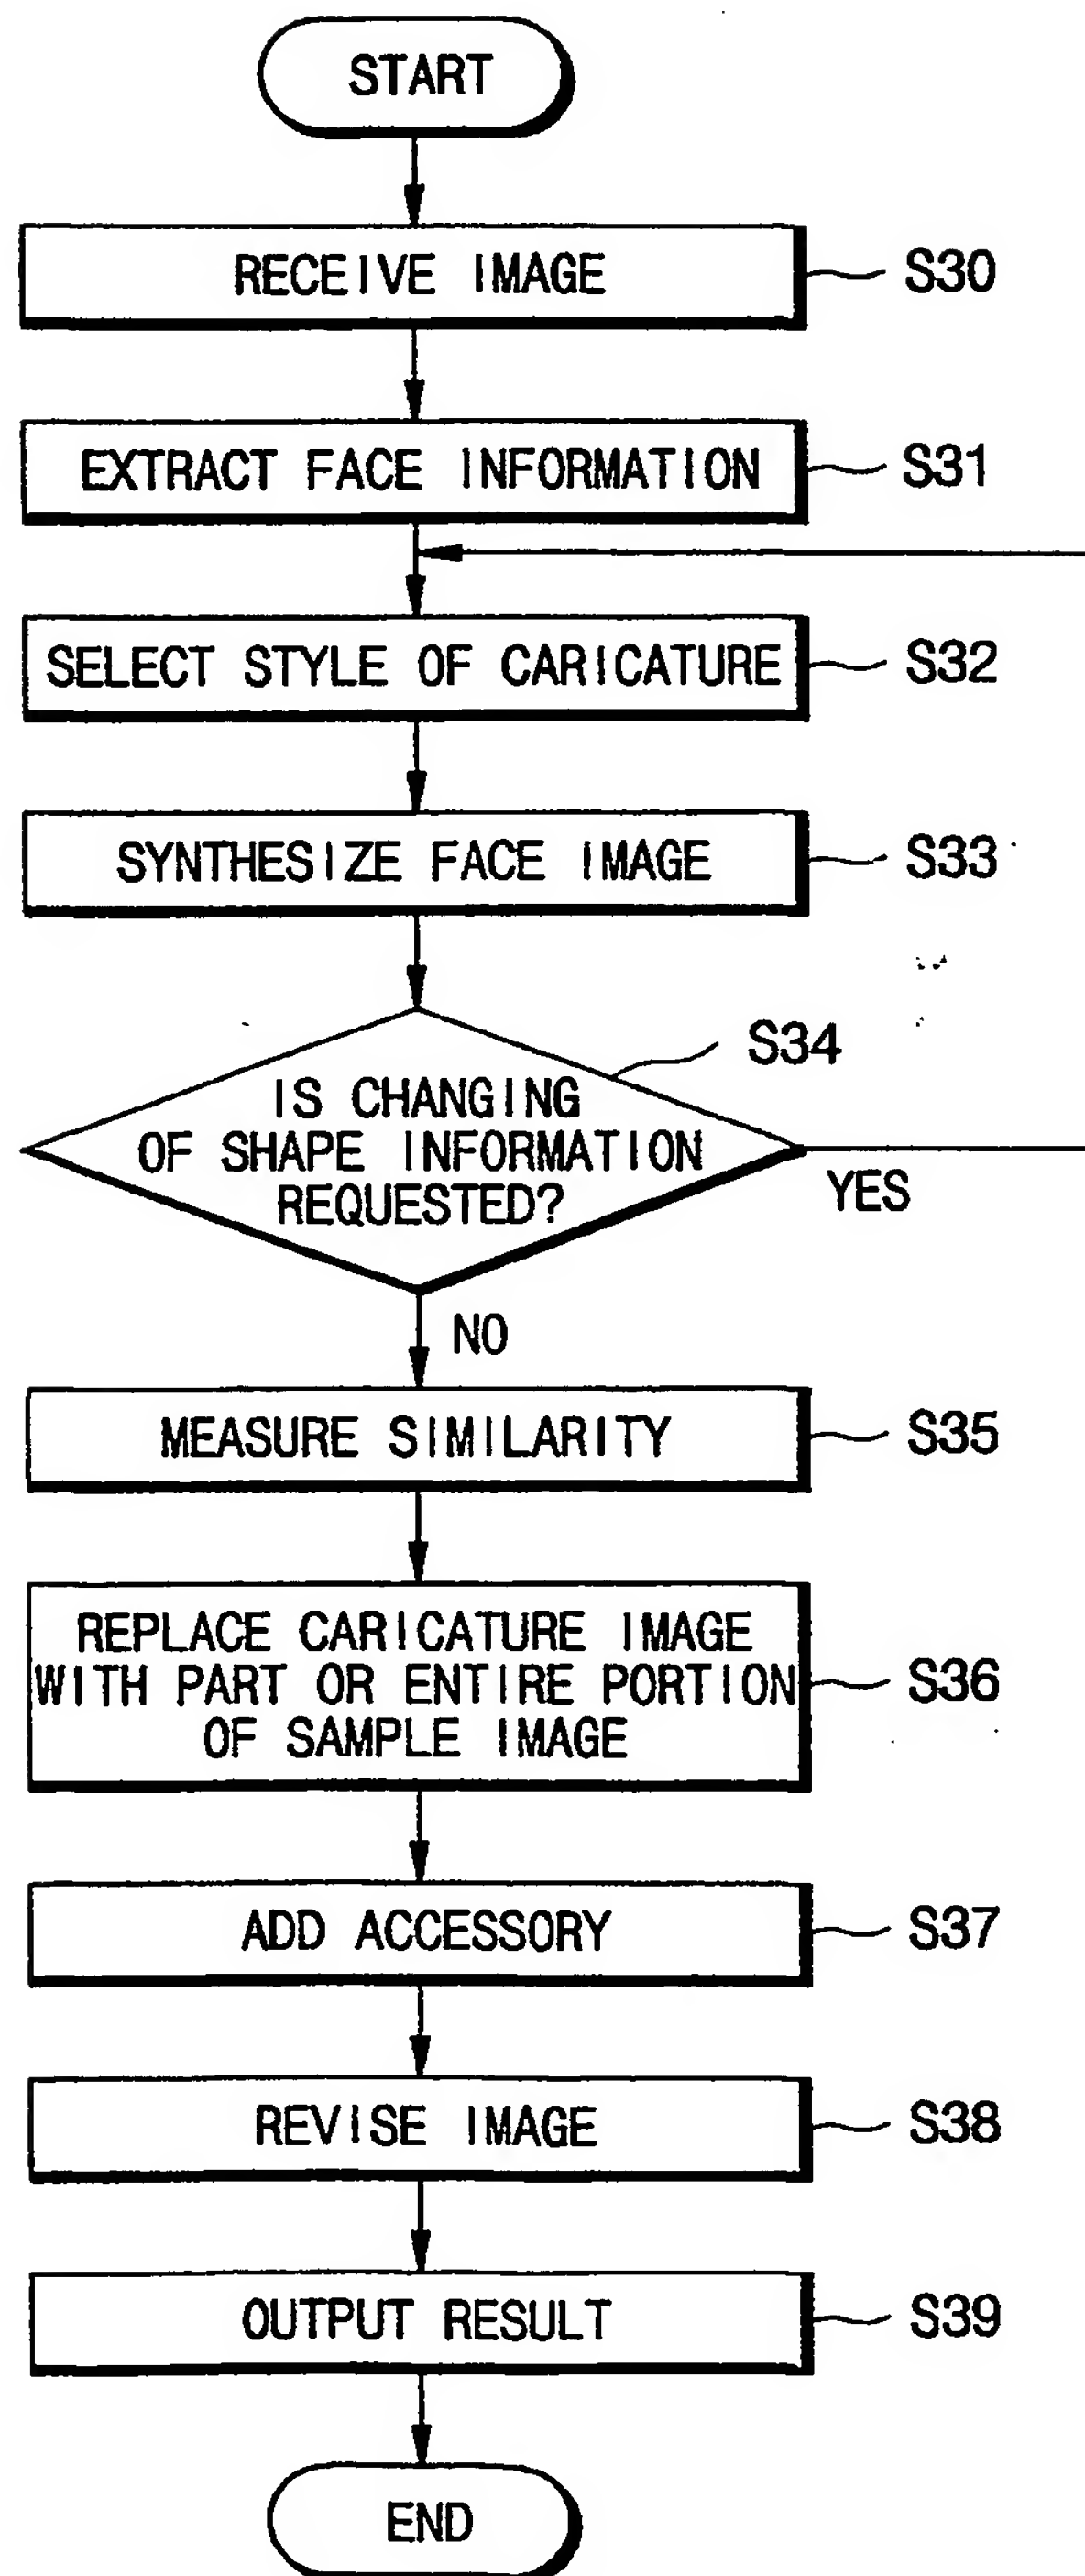 START
RECEIVE IMAGE
S30
EXTRACT FACE INFORMATION
S31
SELECT STYLE OF CARICATURE
S32
SYNTHESIZE FACE IMAGE
S33
S34
IS CHANGING
OF SHAPE INFORMATION
REQUESTED?
YES
NO
MEASURE SIMILARITY
S35
REPLACE CARICATURE IMAGE
WITH PART OR ENTIRE PORTION
OF SAMPLE IMAGE
S36
ADD ACCESSORY
S37
REVISE IMAGE
S38
OUTPUT RESULT
S39
END